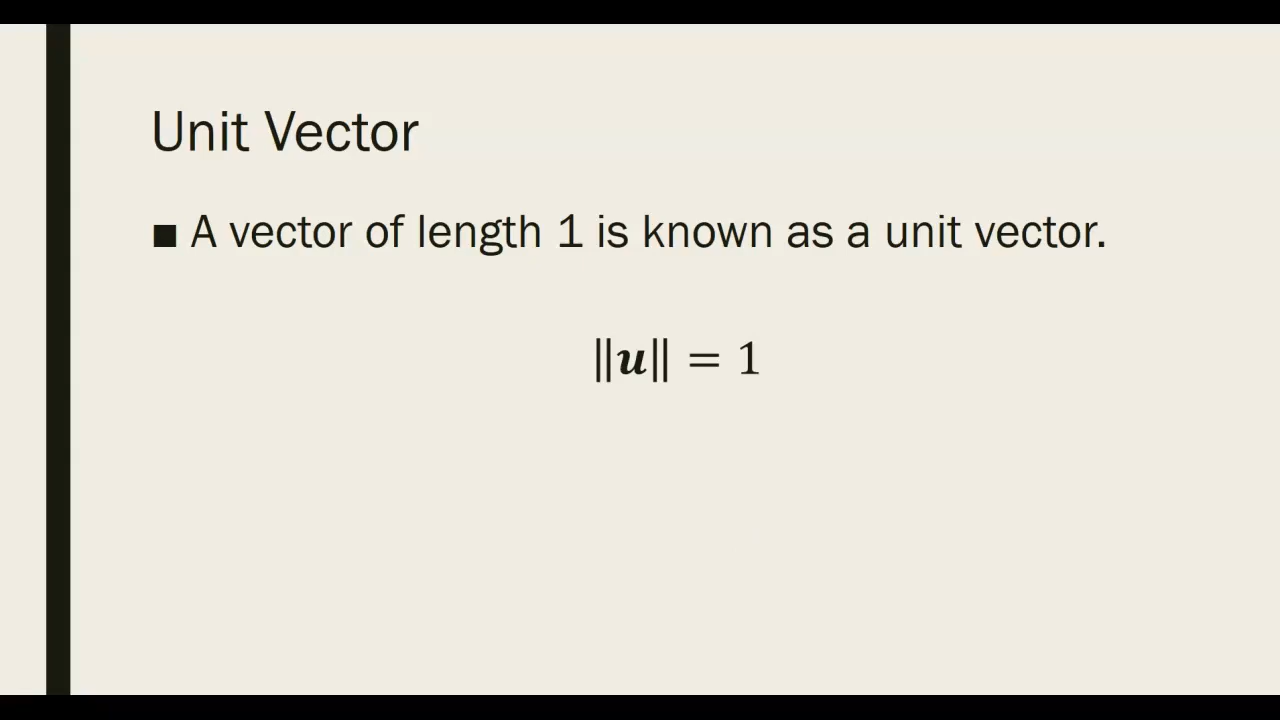 Unit Vector
■ A vector of length 1 is known as a unit vector.
‖𝒖‖ = 1